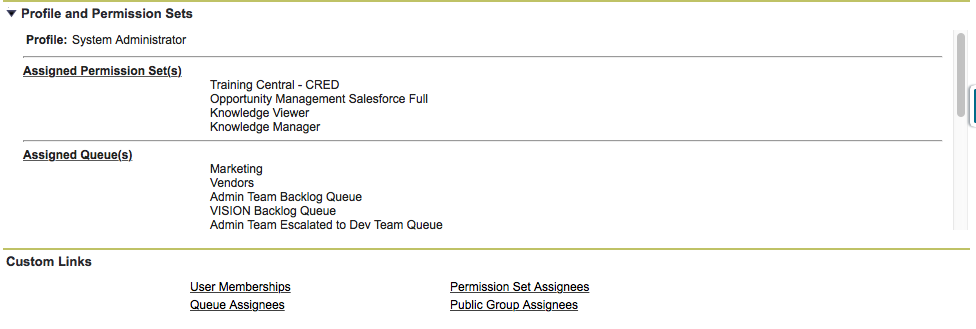 Profile and Permission Sets
Profile: System Administrator
Assigned Permission Set(s)
Training Central - CRED
Opportunity Management Salesforce Full
Knowledge Viewer
Knowledge Manager
Assigned Queue(s)
Marketing
Vendors
Admin Team Backlog Queue
VISION Backlog Queue
Admin Team Escalated to Dev Team Queue
Custom Links
User Memberships Permission Set Assignees
Queue Assignees Public Group Assignees